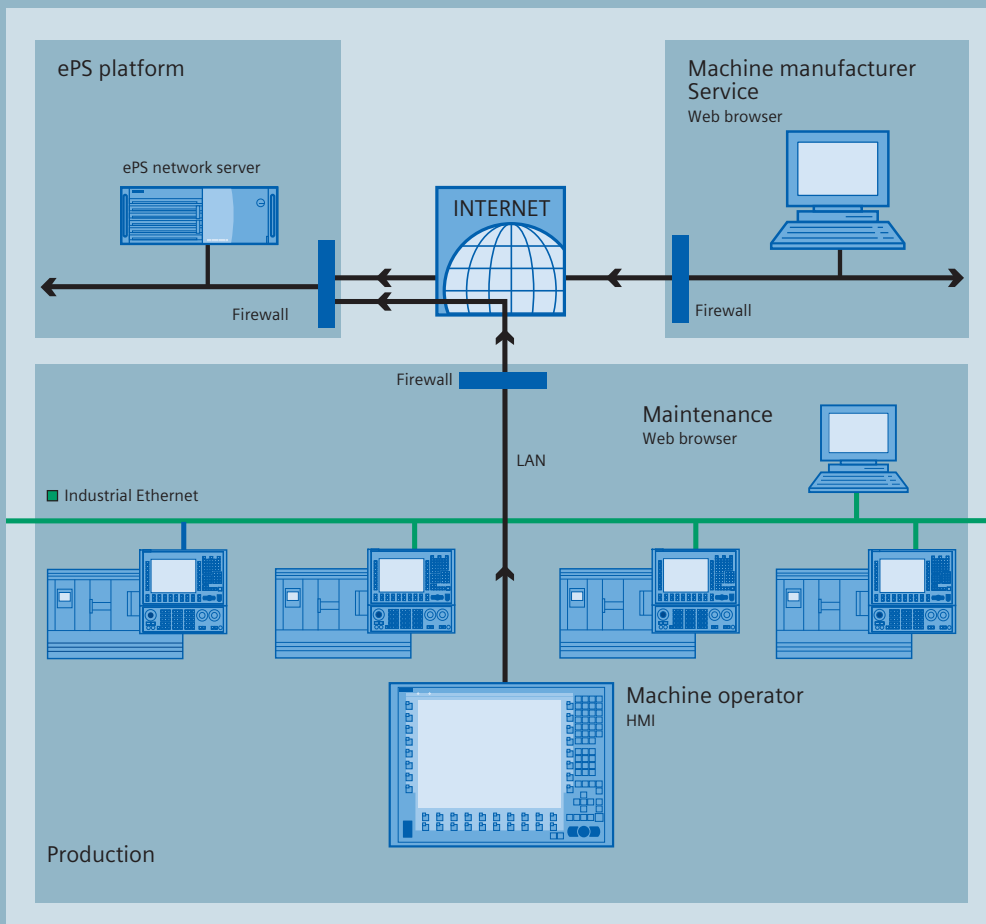 ePS platform
ePS network server
Firewall
INTERNET
Machine manufacturer
Service
Web browser
Firewall
Firewall
LAN
Maintenance
Web browser
Industrial Ethernet
Machine operator
HMI
Production